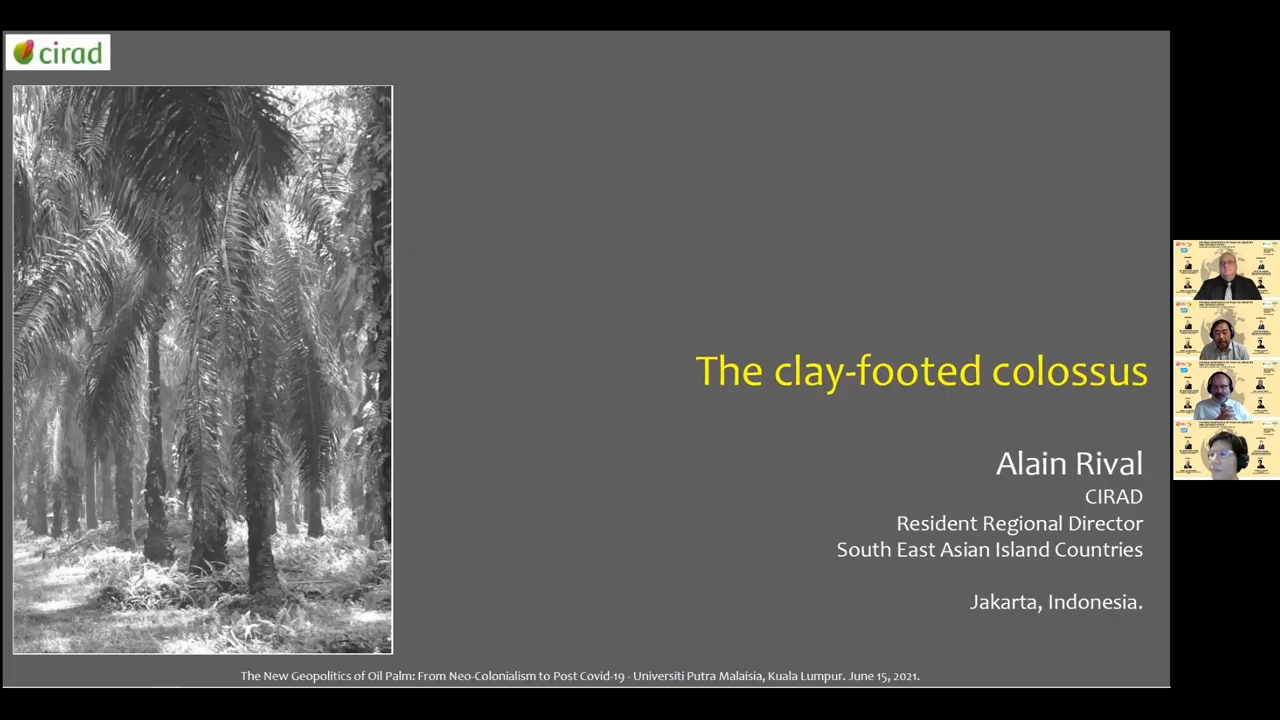 cirad
The clay-footed colossus
Alain Rival
CIRAD
Resident Regional Director
South East Asian Island Countries
Jakarta, Indonesia.
The New Geopolitics of Oil Palm: From Neo-Colonialism to Post Covid-19 - Universiti Putra Malaisia, Kuala Lumpur. June 15, 2021.